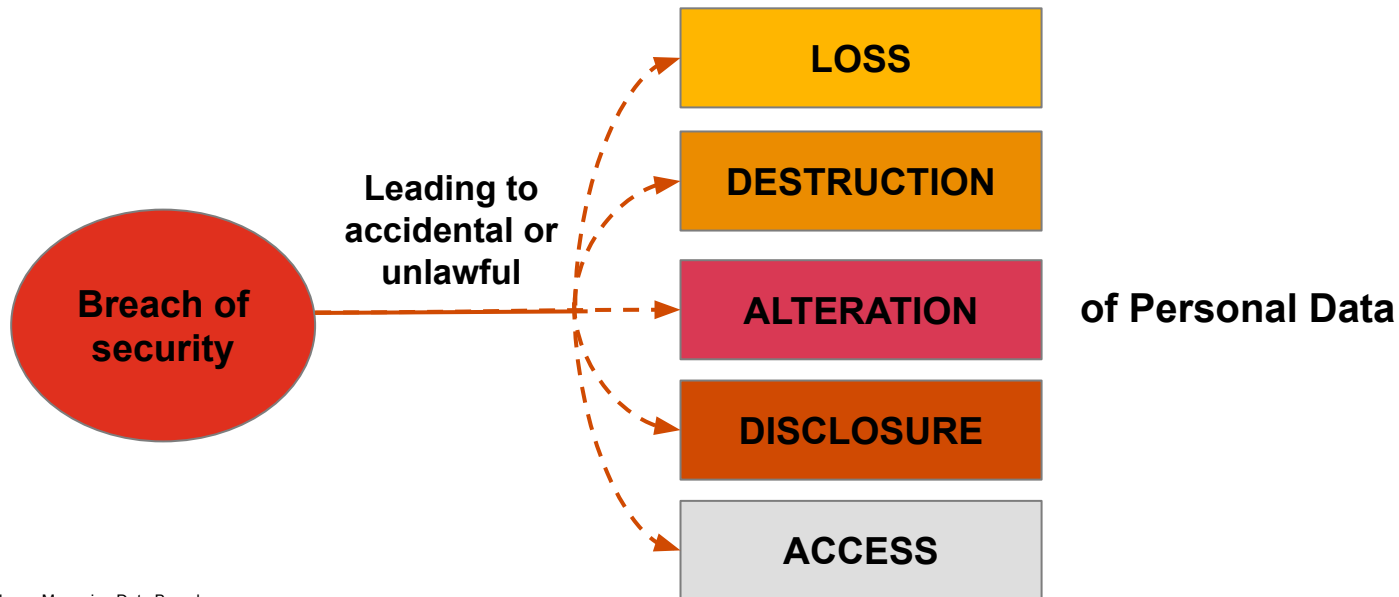 LOSS
DESTRUCTION
Leading to
accidental or
unlawful
Breach of
security
ALTERATION
of Personal Data
DISCLOSURE
ACCESS